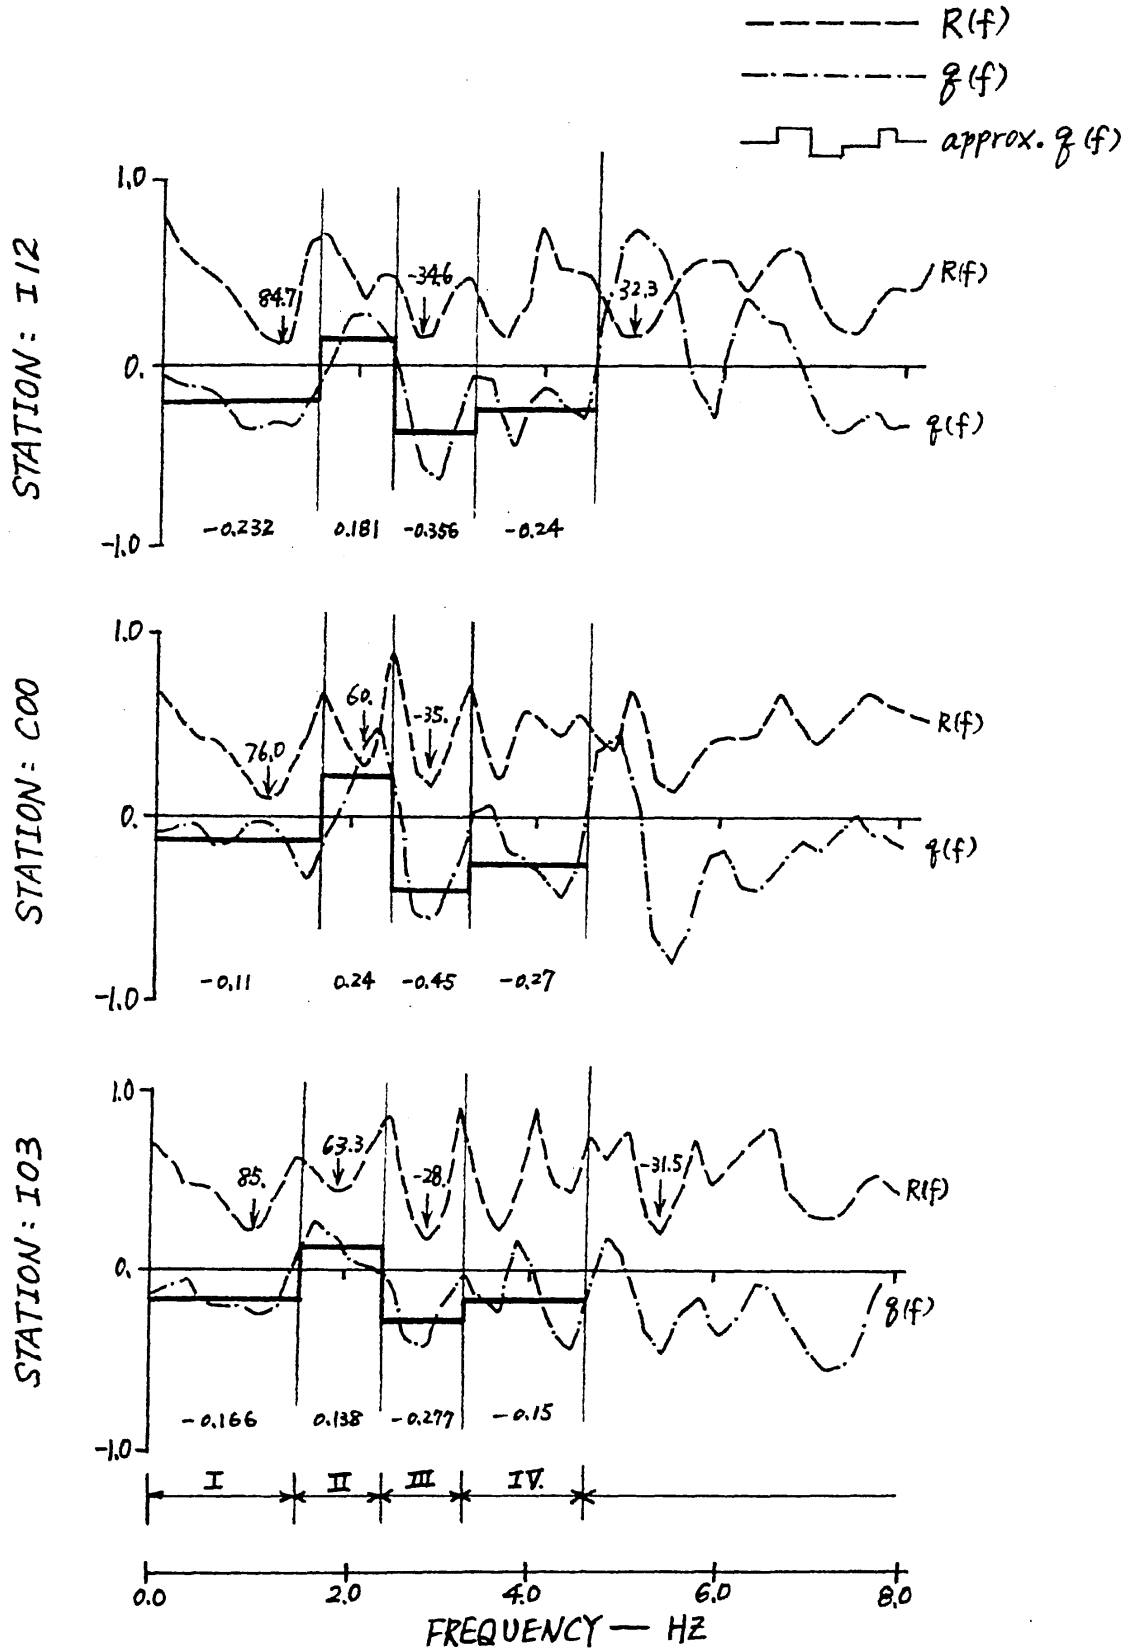 R(f)
q(f)
approx. q(f)
STATION: I12
1.0
0.
-1.0
84.7
-34.6
32.3
R(f)
q(f)
-0.232 0.181 -0.356 -0.24
STATION: C00
1.0
0.
-1.0
76.0
60.
-35.
R(f)
q(f)
-0.11 0.24 -0.45 -0.27
STATION: I03
1.0
0.
-1.0
85.
63.3
-28.
-31.5
R(f)
q(f)
-0.166 0.138 -0.277 -0.15
I II III IV.
0.0 2.0 4.0 6.0 8.0
FREQUENCY — HZ